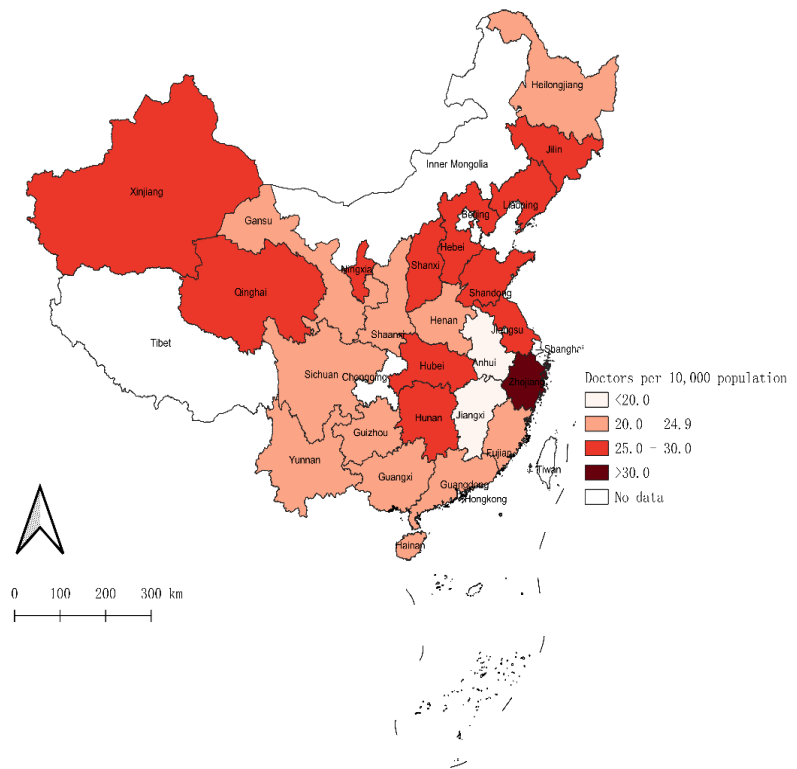 Heilongjiang
Jilin
Inner Mongolia
Xinjiang
Liaoning
Beijing
Gansu
Hebei
Shanxi
Ningxia
Qinghai
Shandong
Henan
Jiangsu
Shaanxi
Tibet
Shanghai
Anhui
Hubei
Sichuan
Chongqing
Zhejiang
Doctors per 10,000 population
<20.0
20.0 24.9
25.0 - 30.0
>30.0
No data
Jiangxi
Hunan
Guizhou
Fujian
Yunnan
Tiwan
Guangxi
Guangdong
Hongkong
Hainan
0 100 200 300 km